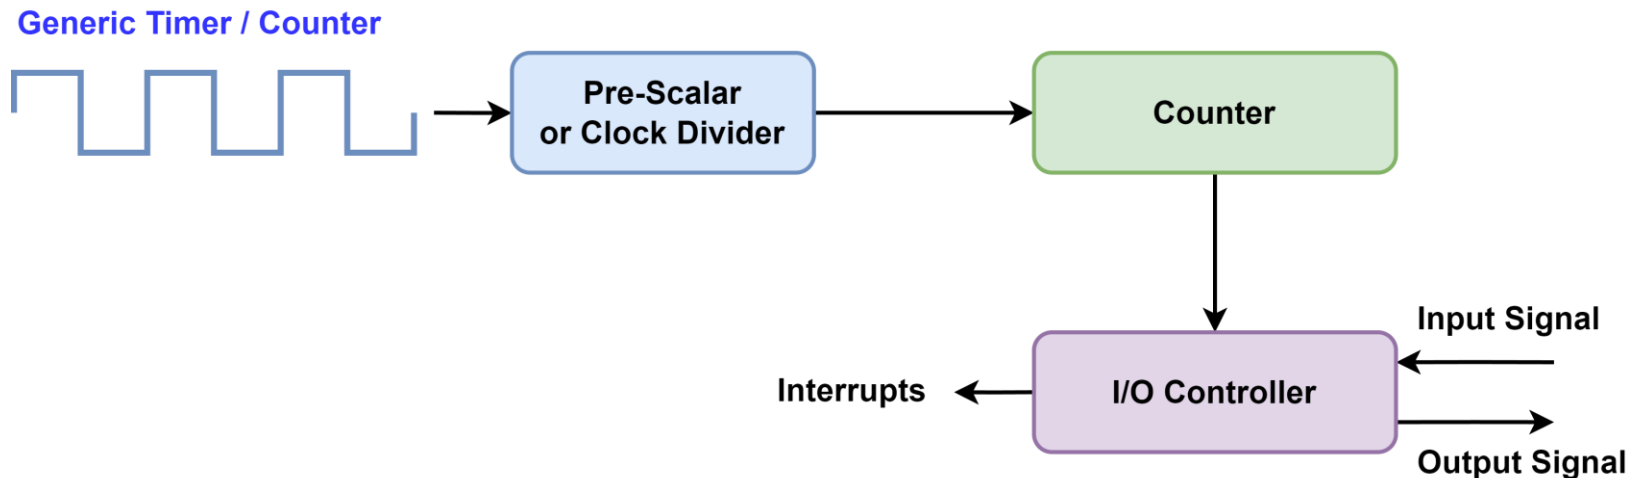 Generic Timer / Counter
Pre-Scalar
or Clock Divider
Counter
Input Signal
Interrupts
I/O Controller
Output Signal